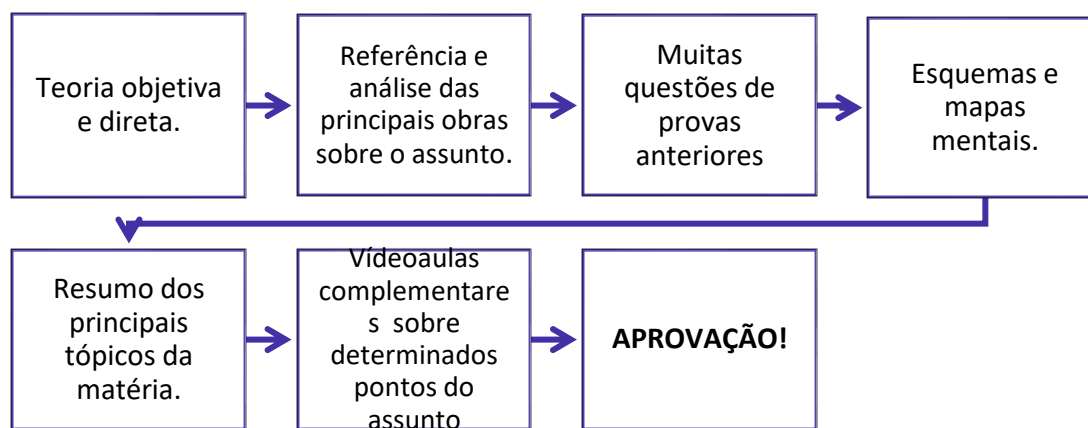 Teoria objetiva
e direta.
Referência e
análise das
principais obras
sobre o assunto.
Muitas
questões de
provas
anteriores
Esquemas e
mapas
mentais.
Resumo dos
principais
tópicos da
matéria.
Vídeoaulas
complementare
s sobre
determinados
pontos do
assunto
APROVAÇÃO!